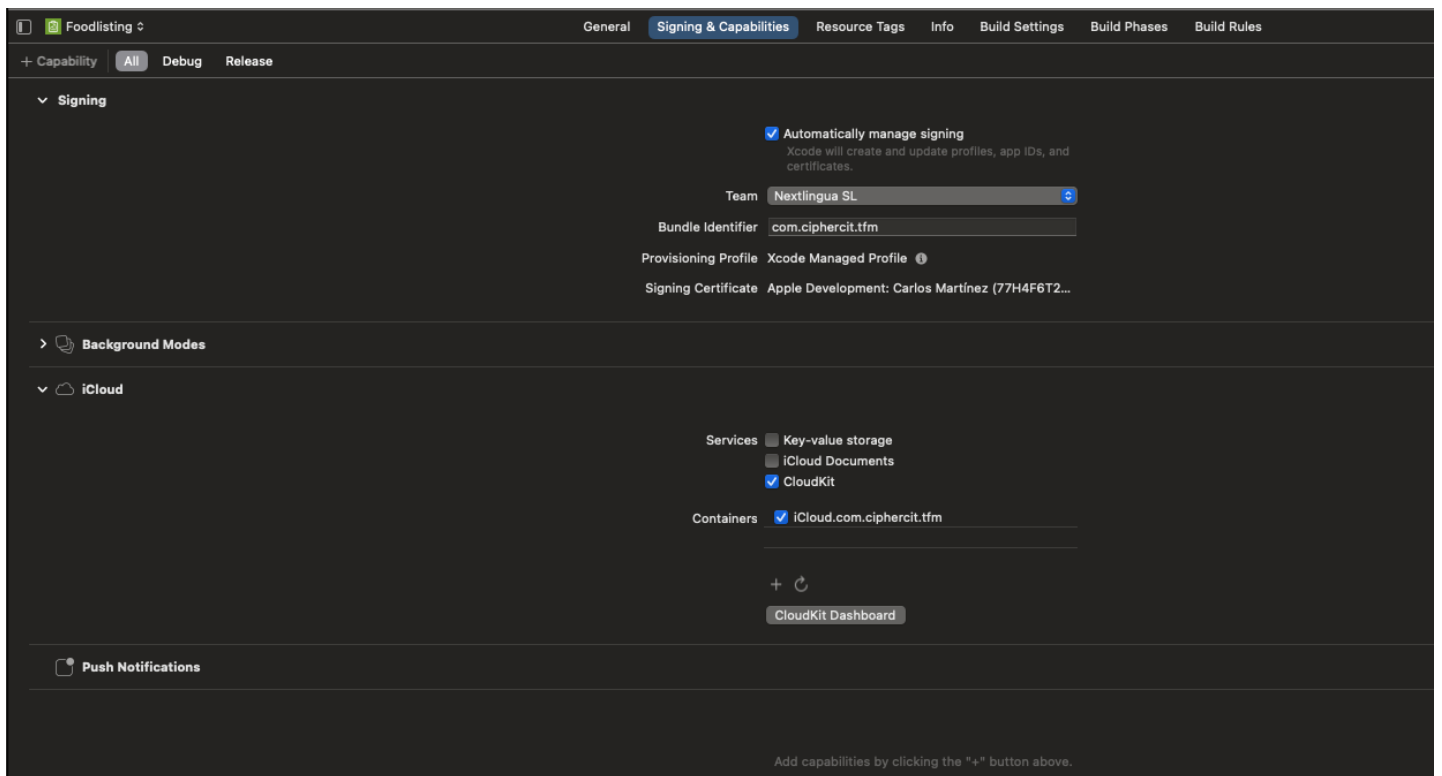 Foodlisting General Signing & Capabilities Resource Tags Info Build Settings Build Phases Build Rules
+ Capability All Debug Release
Signing
Automatically manage signing
Xcode will create and update profiles, app IDs, and
certificates.
Team Nextlingua SL
Bundle Identifier com.ciphercit.tfm
Provisioning Profile Xcode Managed Profile
Signing Certificate Apple Development: Carlos Martínez (77H4F6T2...
Background Modes
iCloud
Services Key-value storage
iCloud Documents
CloudKit
Containers iCloud.com.ciphercit.tfm
+
CloudKit Dashboard
Push Notifications
Add capabilities by clicking the "+" button above.